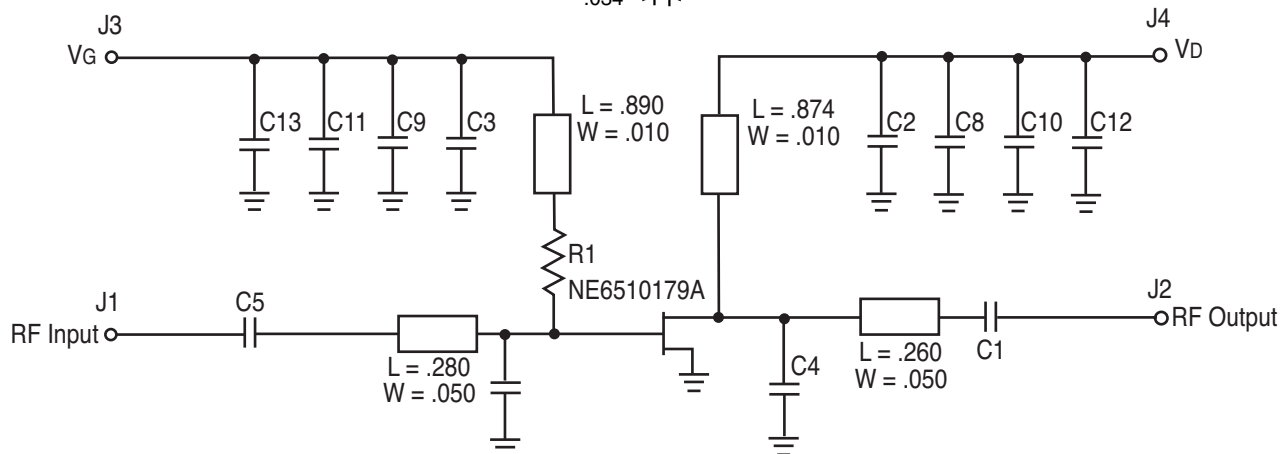 .034
J3
J4
VG
VD
C13
C11
C9
C3
L = .890
W = .010
L = .874
W = .010
C2
C8
C10
C12
R1
NE6510179A
J1
C5
J2
RF Input
RF Output
L = .280
W = .050
C4
L = .260
W = .050
C1